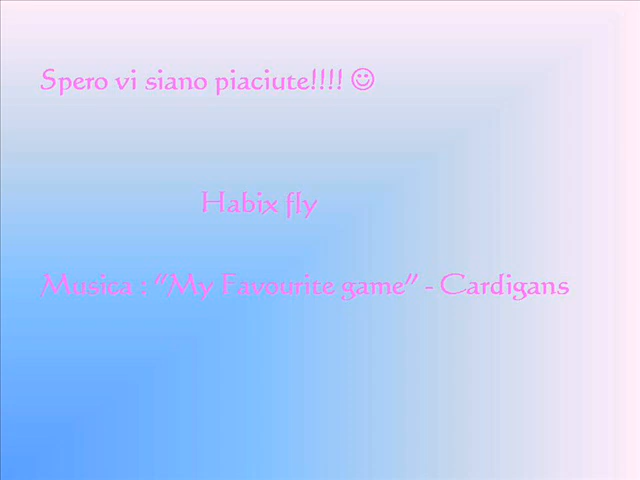 Spero vi siano piaciute!!!! ☺
Habix fly
Musica : "My Favourite game" - Cardigans